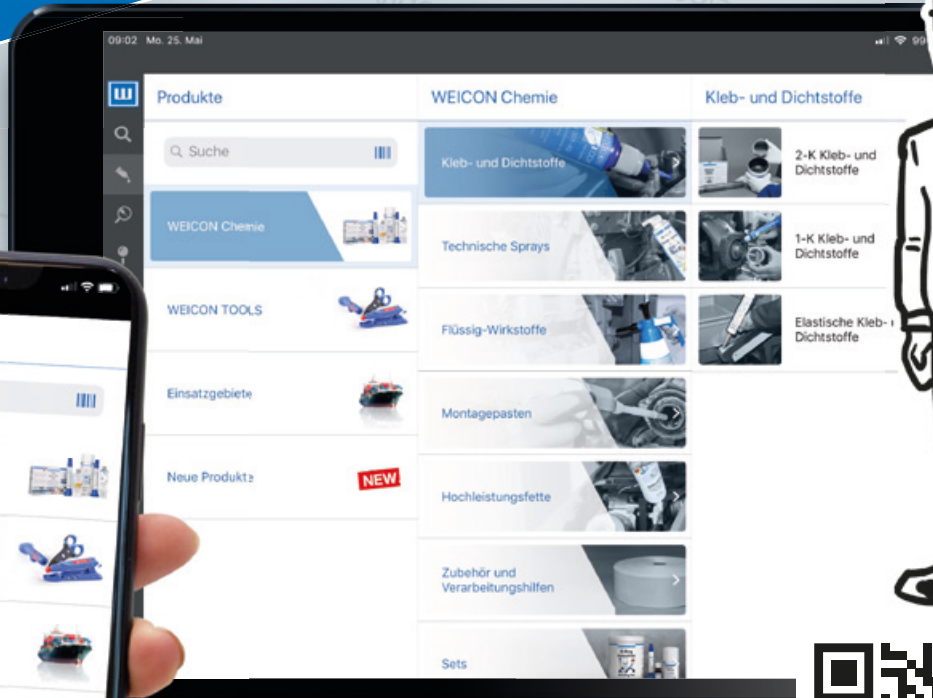 09:02 Mo. 25. Mai
Produkte
WEICON Chemie
Kleb- und Dichtstoffe
Suche
WEICON Chemie
WEICON TOOLS
Einsatzgebiete
Neue Produkte
NEW
Kleb- und Dichtstoffe
Technische Sprays
Flüssig-Wirkstoffe
Montagepasten
Hochleistungsfette
Zubehör und
Verarbeitungshilfen
Sets
2-K Kleb- und
Dichtstoffe
1-K Kleb- und
Dichtstoffe
Elastische Kleb-
Dichtstoffe